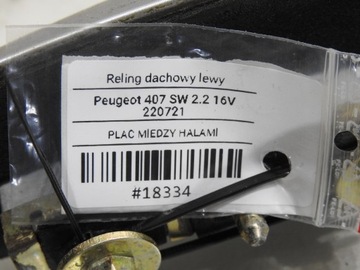 Reling dachowy lewy
Peugeot 407 SW 2.2 16V
220721
PLAC MIEDZY HALAMI
#18334